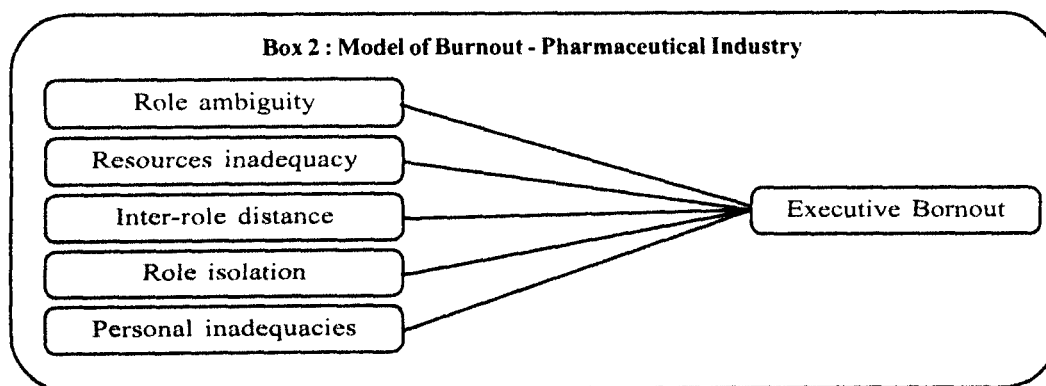 Box 2 : Model of Burnout - Pharmaceutical Industry
Role ambiguity
Resources inadequacy
Inter-role distance
Executive Bornout
Role isolation
Personal inadequacies